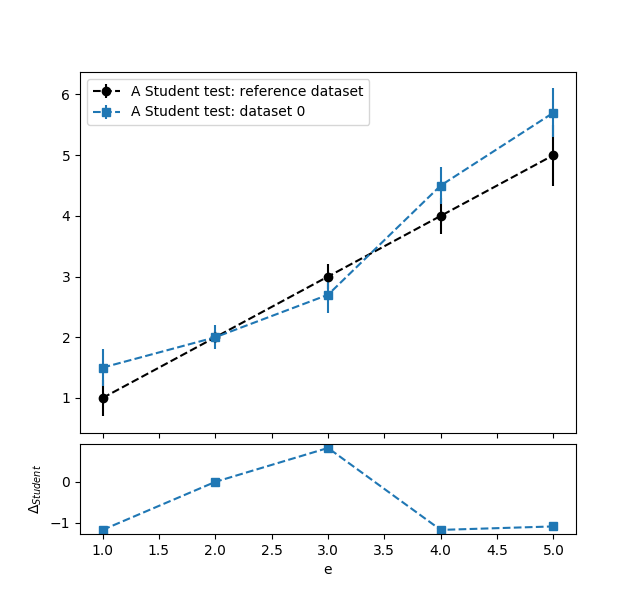 A Student test: reference dataset
A Student test: dataset 0
6
5
4
3
2
1
Δ_Student
0
−1
1.0 1.5 2.0 2.5 3.0 3.5 4.0 4.5 5.0
e